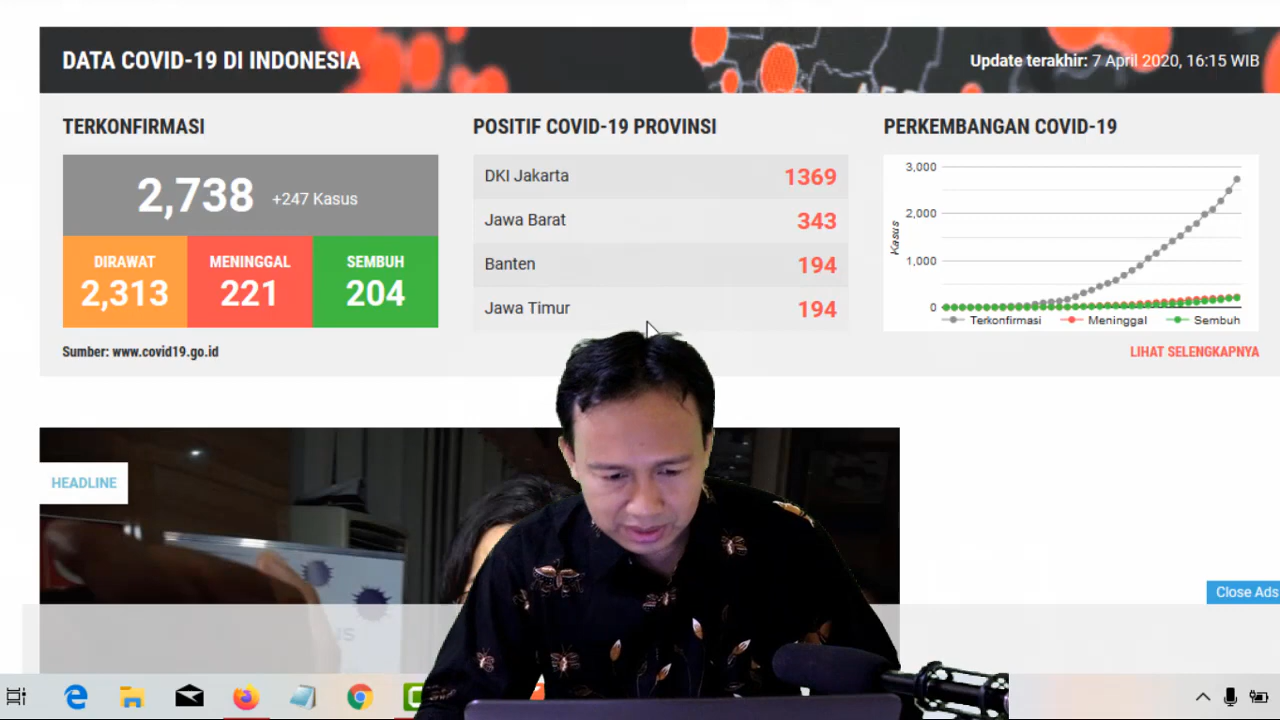 DATA COVID-19 DI INDONESIA
Update terakhir: 7 April 2020, 16:15 WIB
TERKONFIRMASI
2,738 +247 Kasus
DIRAWAT
2,313
MENINGGAL
221
SEMBUH
204
Sumber: www.covid19.go.id
POSITIF COVID-19 PROVINSI
DKI Jakarta 1369
Jawa Barat 343
Banten 194
Jawa Timur 194
PERKEMBANGAN COVID-19
3,000
2,000
1,000
0
Kasus
Terkonfirmasi Meninggal Sembuh
LIHAT SELENGKAPNYA
HEADLINE
Close Ads